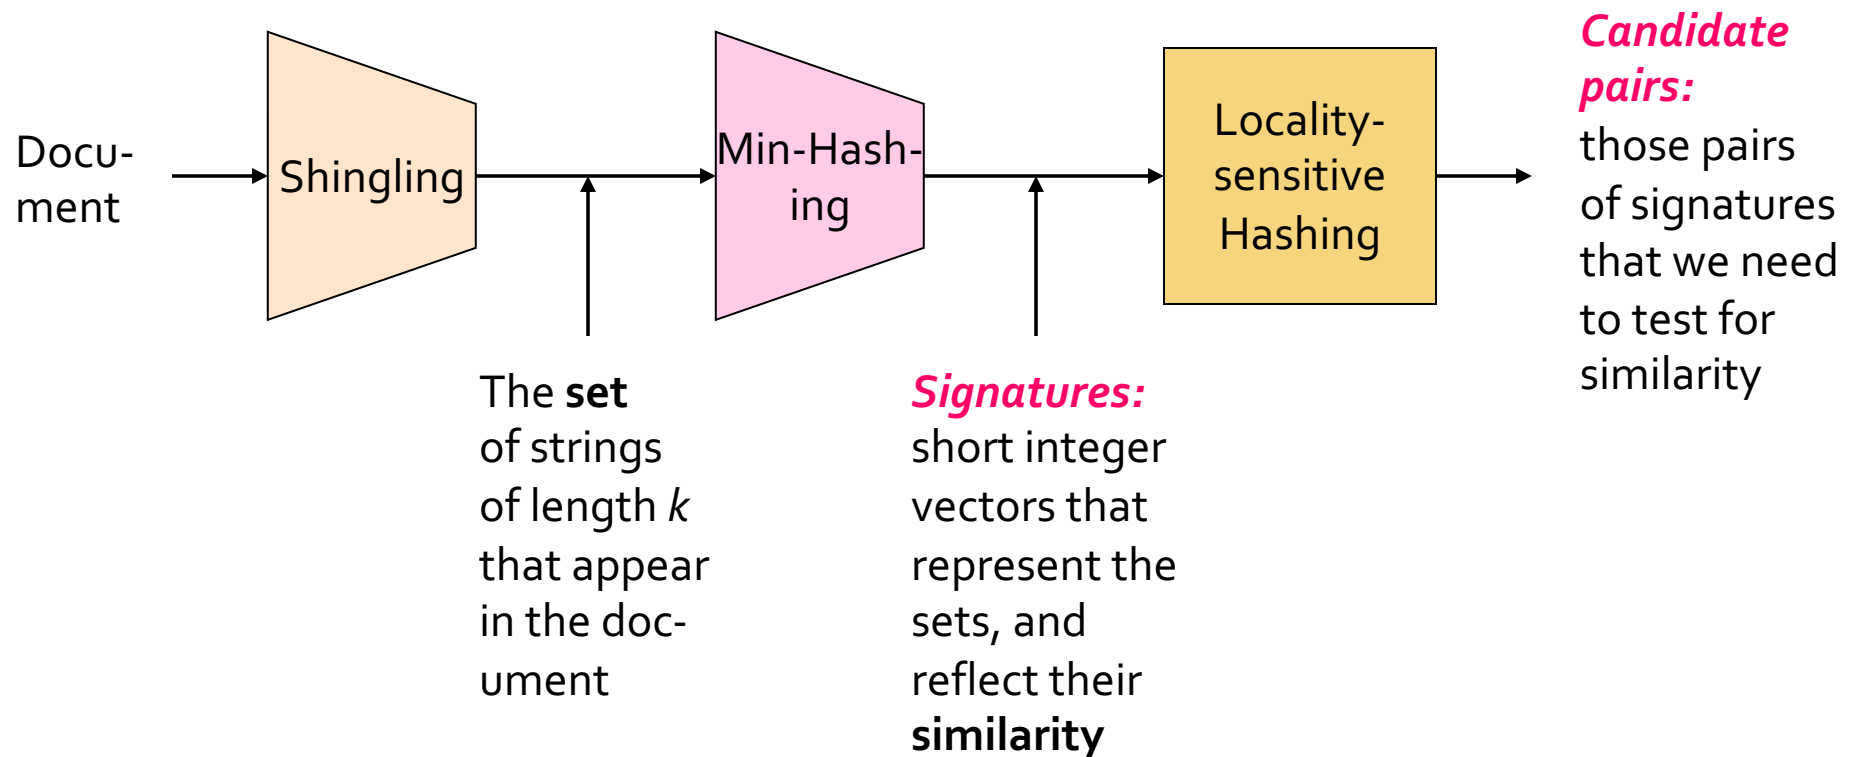 Docu-
ment
Shingling
The set
of strings
of length k
that appear
in the doc-
ument
Min-Hash-
ing
Signatures:
short integer
vectors that
represent the
sets, and
reflect their
similarity
Locality-
sensitive
Hashing
Candidate
pairs:
those pairs
of signatures
that we need
to test for
similarity